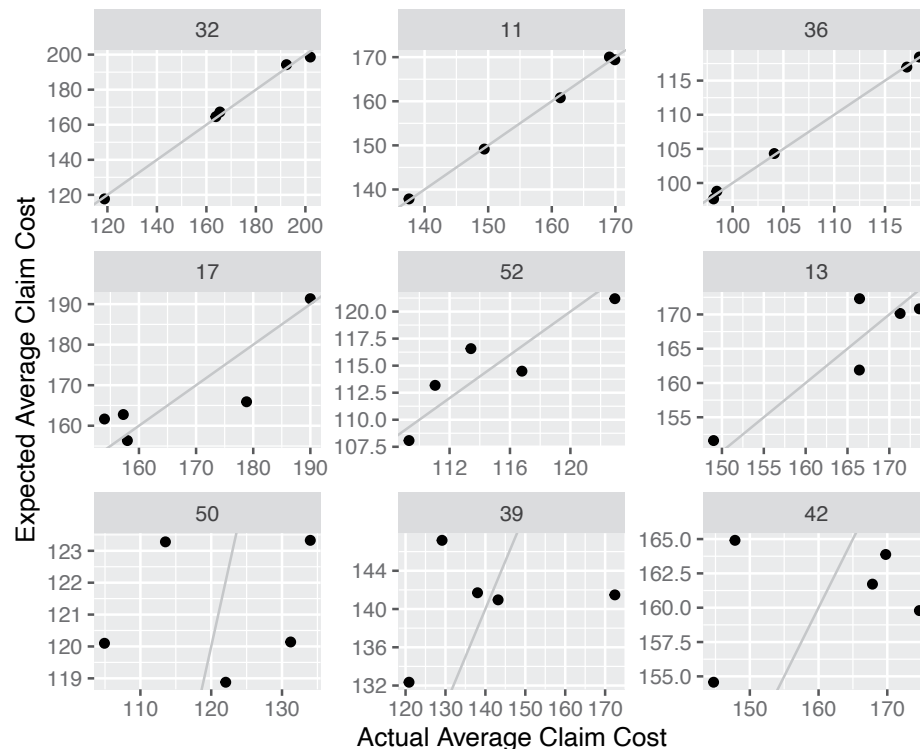 32 11 36
200
180
160
140
120
120 140 160 180 200
170
160
150
140
140 150 160 170
115
110
105
100
100 105 110 115
17 52 13
190
180
170
160
160 170 180 190
120.0
117.5
115.0
112.5
110.0
107.5
112 116 120
170
165
160
155
150 155 160 165 170
50 39 42
123
122
121
120
119
110 120 130
144
140
136
132
120 130 140 150 160 170
165.0
162.5
160.0
157.5
155.0
150 160 170
Expected Average Claim Cost
Actual Average Claim Cost